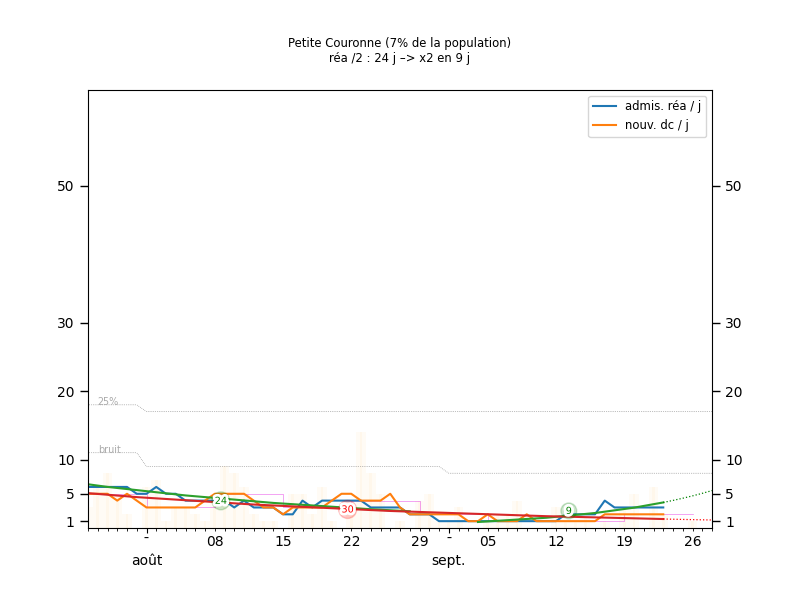 Petite Couronne (7% de la population)
réa /2 : 24 j –> x2 en 9 j
admis. réa / j
nouv. dc / j
50 50
30 30
20 20
25%
bruit
10 10
5 5
24 30 9
1 1
- 08 15 22 29 - 05 12 19 26
août sept.